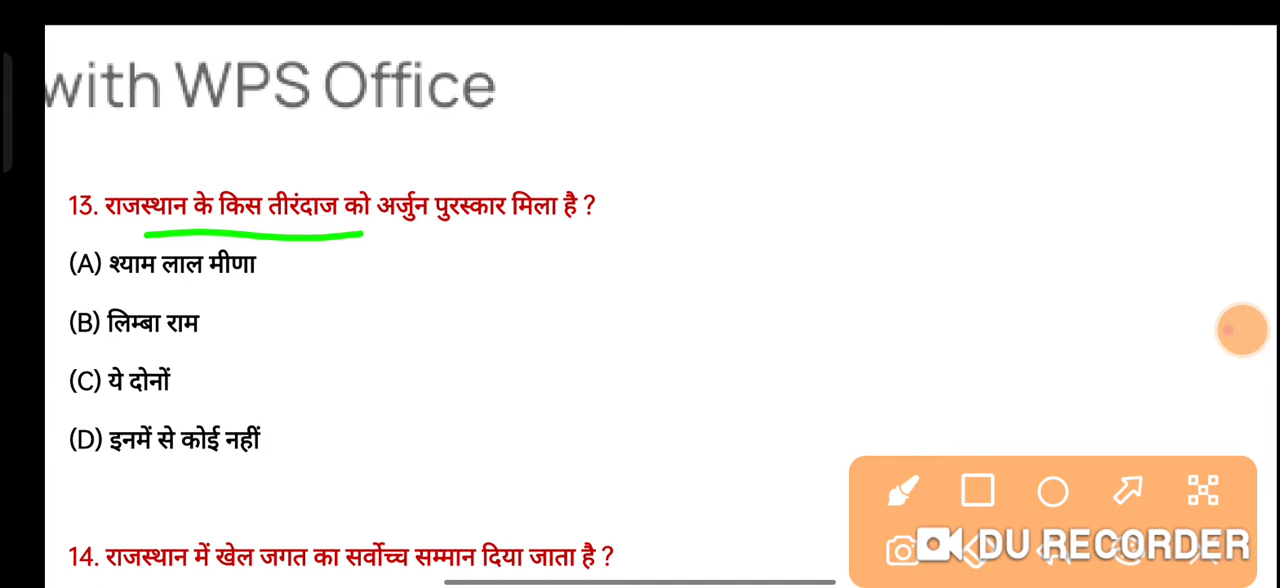 with WPS Office
13. राजस्थान के किस तीरंदाज को अर्जुन पुरस्कार मिला है ?
(A) श्याम लाल मीणा
(B) लिम्बा राम
(C) ये दोनों
(D) इनमें से कोई नहीं
14. राजस्थान में खेल जगत का सर्वोच्च सम्मान दिया जाता है ?
DU RECORDER